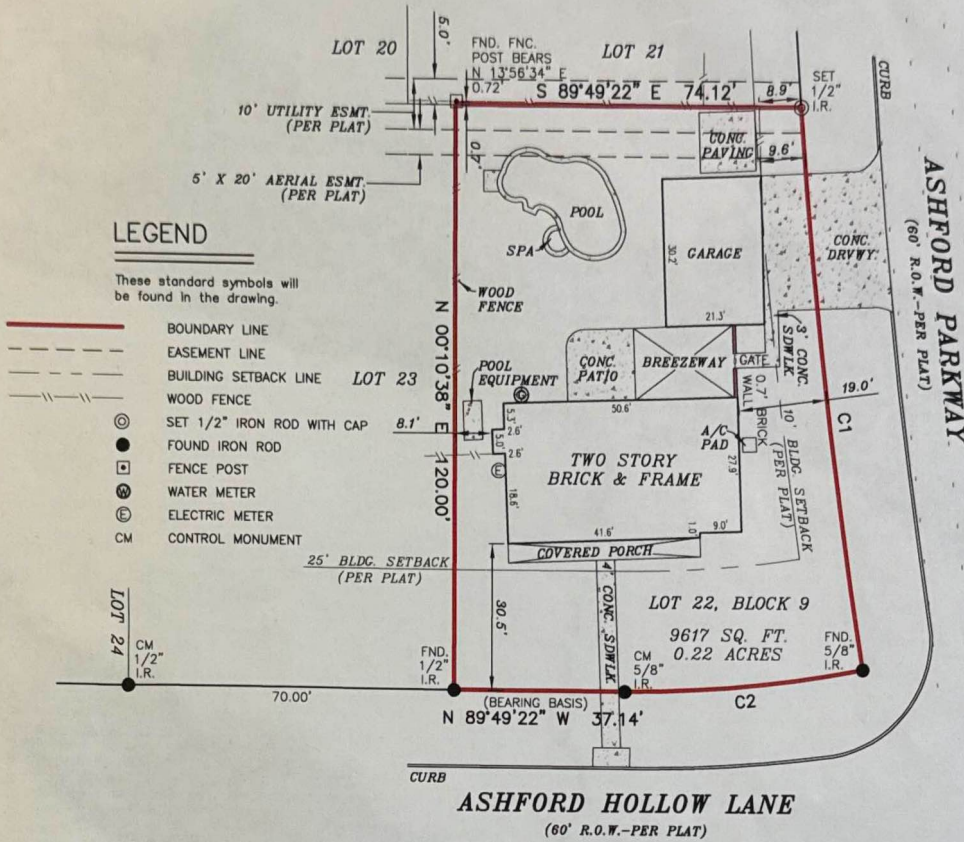 LOT 20
5.0'
FND. FNC.
POST BEARS
N 13°56'34" E
0.72'
LOT 21
S 89°49'22" E 74.12'
8.9'
SET
1/2"
I.R.
CURB
10' UTILITY ESMT.
(PER PLAT)
0.7'
CONC.
PAVING
9.6'
5' X 20' AERIAL ESMT.
(PER PLAT)
POOL
SPA
ASHFORD PARKWAY
(60' R.O.W.-PER PLAT)
LEGEND
These standard symbols will
be found in the drawing.
BOUNDARY LINE
EASEMENT LINE
BUILDING SETBACK LINE
WOOD FENCE
SET 1/2" IRON ROD WITH CAP
FOUND IRON ROD
FENCE POST
W WATER METER
E ELECTRIC METER
CM CONTROL MONUMENT
30.2'
GARAGE
CONC.
DRVWY.
WOOD
FENCE
21.3'
N 00°10'38" E 120.00'
LOT 23
POOL
EQUIPMENT
CONC.
PATIO
BREEZEWAY
GATE
3' CONC.
SDWLK
8.1'
G
50.6'
5.3'
2.6'
5.0'
2.6'
E
18.6'
0.7' BRICK
WALL
A/C
PAD
10' BLDG. SETBACK
(PER PLAT)
19.0'
C1
TWO STORY
BRICK & FRAME
27.9'
41.6'
1.0'
9.0'
COVERED PORCH
25' BLDG. SETBACK
(PER PLAT)
30.5'
4' CONC. SDWLK
LOT 22, BLOCK 9
9617 SQ. FT.
0.22 ACRES
LOT 24
CM
1/2"
I.R.
70.00'
FND.
1/2"
I.R.
CM
5/8"
I.R.
FND.
5/8"
I.R.
(BEARING BASIS)
N 89°49'22" W 37.14'
C2
CURB
ASHFORD HOLLOW LANE
(60' R.O.W.-PER PLAT)